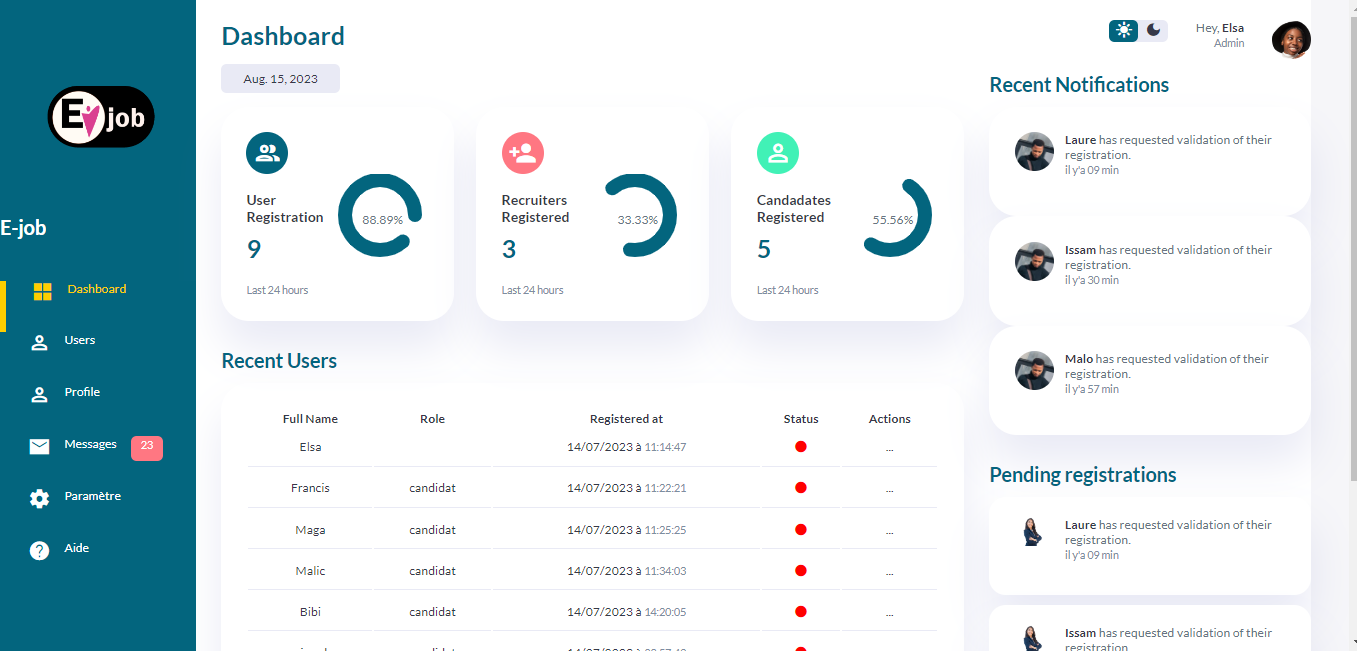 E job
E-job
Dashboard
Users
Profile
Messages 23
Paramètre
Aide
Dashboard
Aug. 15, 2023
User
Registration
9
88.89%
Last 24 hours
Recruiters
Registered
3
33.33%
Last 24 hours
Candadates
Registered
5
55.56%
Last 24 hours
Recent Users
Full Name Role Registered at Status Actions
Elsa 14/07/2023 à 11:14:47 ...
Francis candidat 14/07/2023 à 11:22:21 ...
Maga candidat 14/07/2023 à 11:25:25 ...
Malic candidat 14/07/2023 à 11:34:03 ...
Bibi candidat 14/07/2023 à 14:20:05 ...
Hey, Elsa
Admin
Recent Notifications
Laure has requested validation of their
registration.
il y'a 09 min
Issam has requested validation of their
registration.
il y'a 30 min
Malo has requested validation of their
registration.
il y'a 57 min
Pending registrations
Laure has requested validation of their
registration.
il y'a 09 min
Issam has requested validation of their
registration.